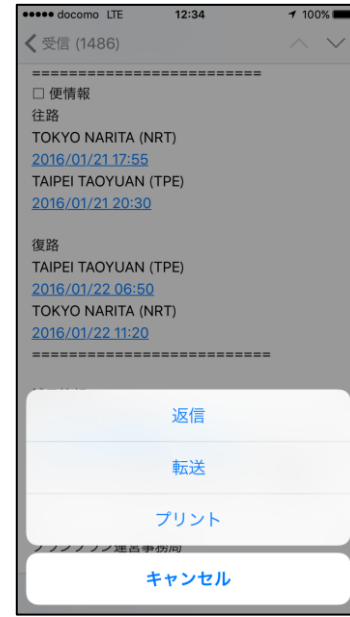 docomo LTE 12:34 100%
受信 (1486)
==========================
□ 便情報
往路
TOKYO NARITA (NRT)
2016/01/21 17:55
TAIPEI TAOYUAN (TPE)
2016/01/21 20:30
復路
TAIPEI TAOYUAN (TPE)
2016/01/22 06:50
TOKYO NARITA (NRT)
2016/01/22 11:20
===========================
返信
転送
プリント
キャンセル